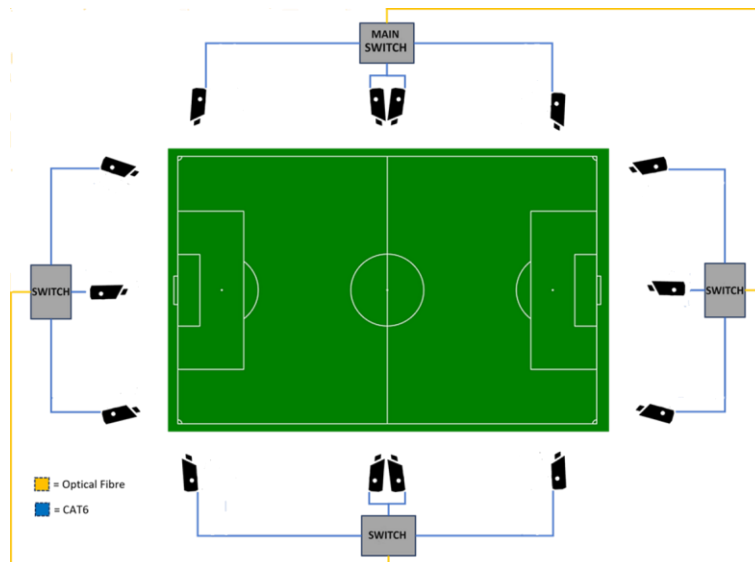 MAIN
SWITCH
SWITCH
SWITCH
= Optical Fibre
= CAT6
SWITCH